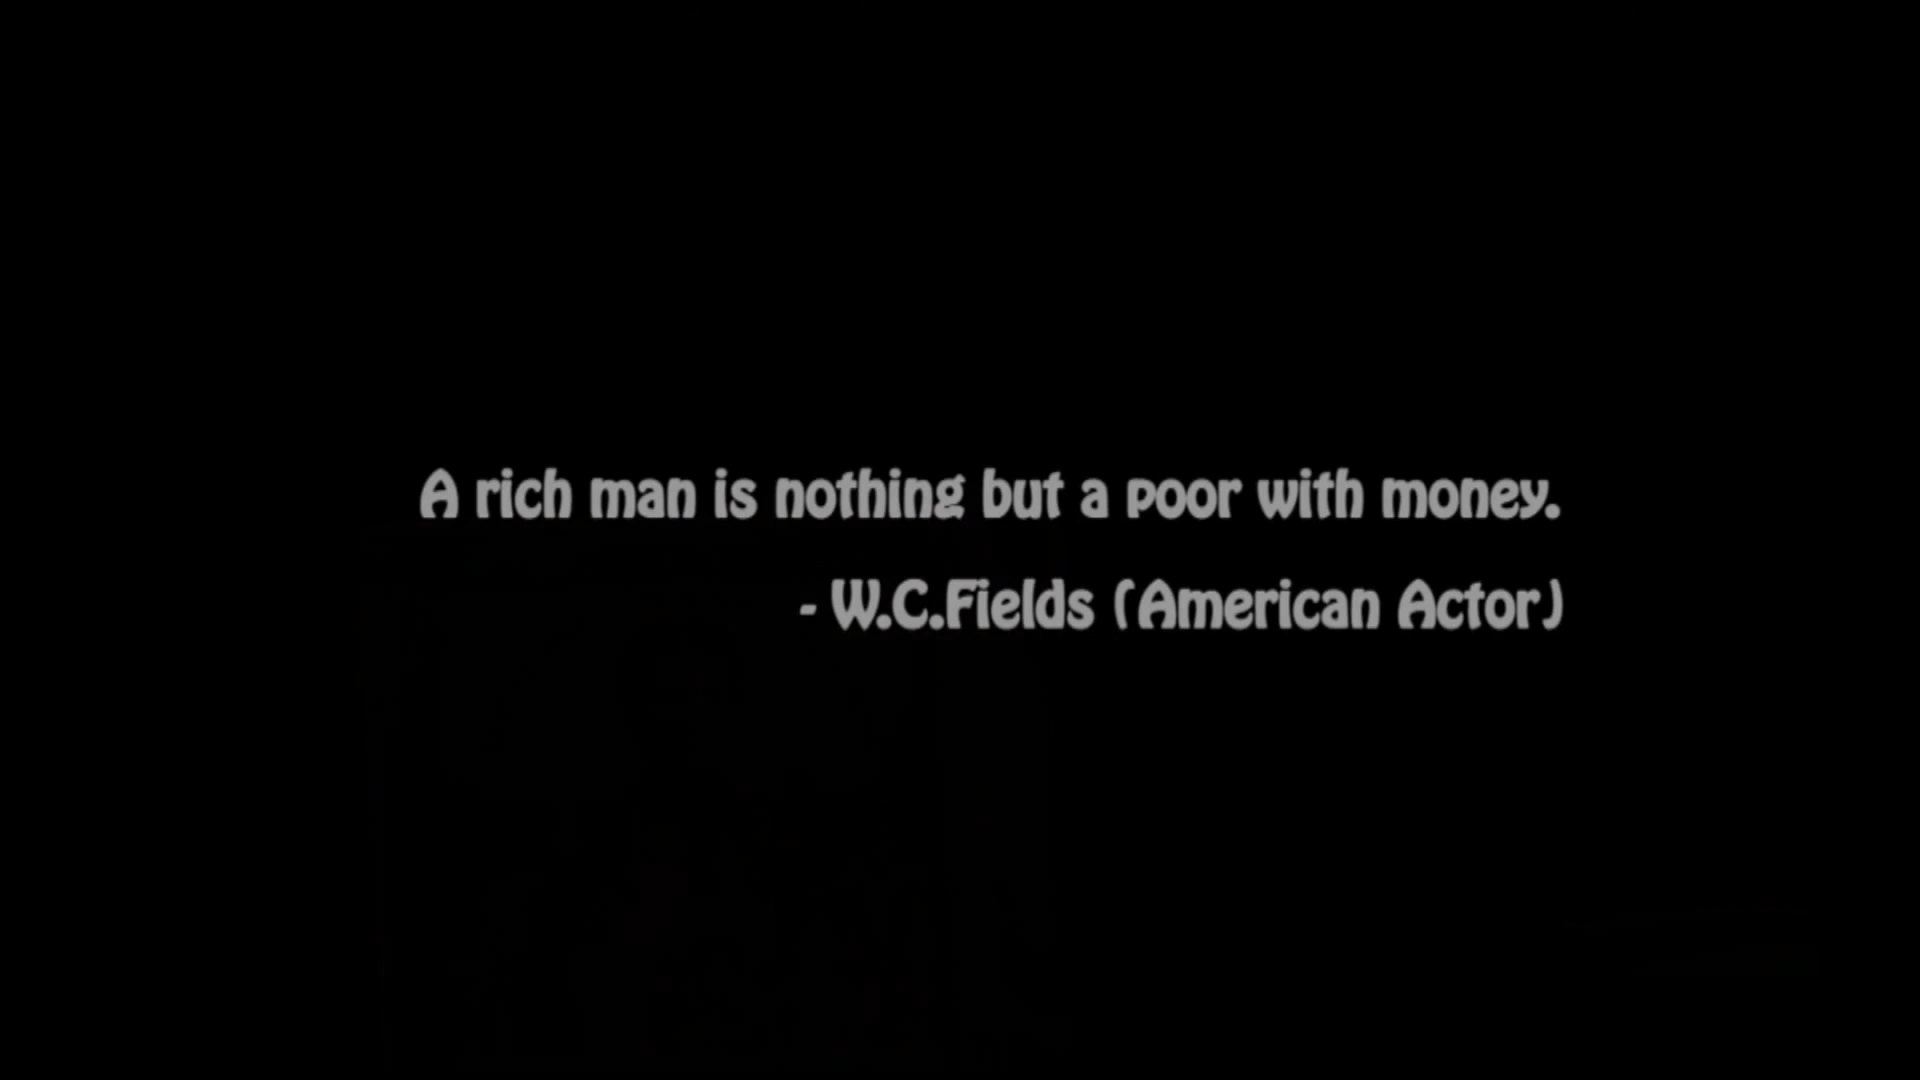 A rich man is nothing but a poor with money.
- W.C.Fields (American Actor)